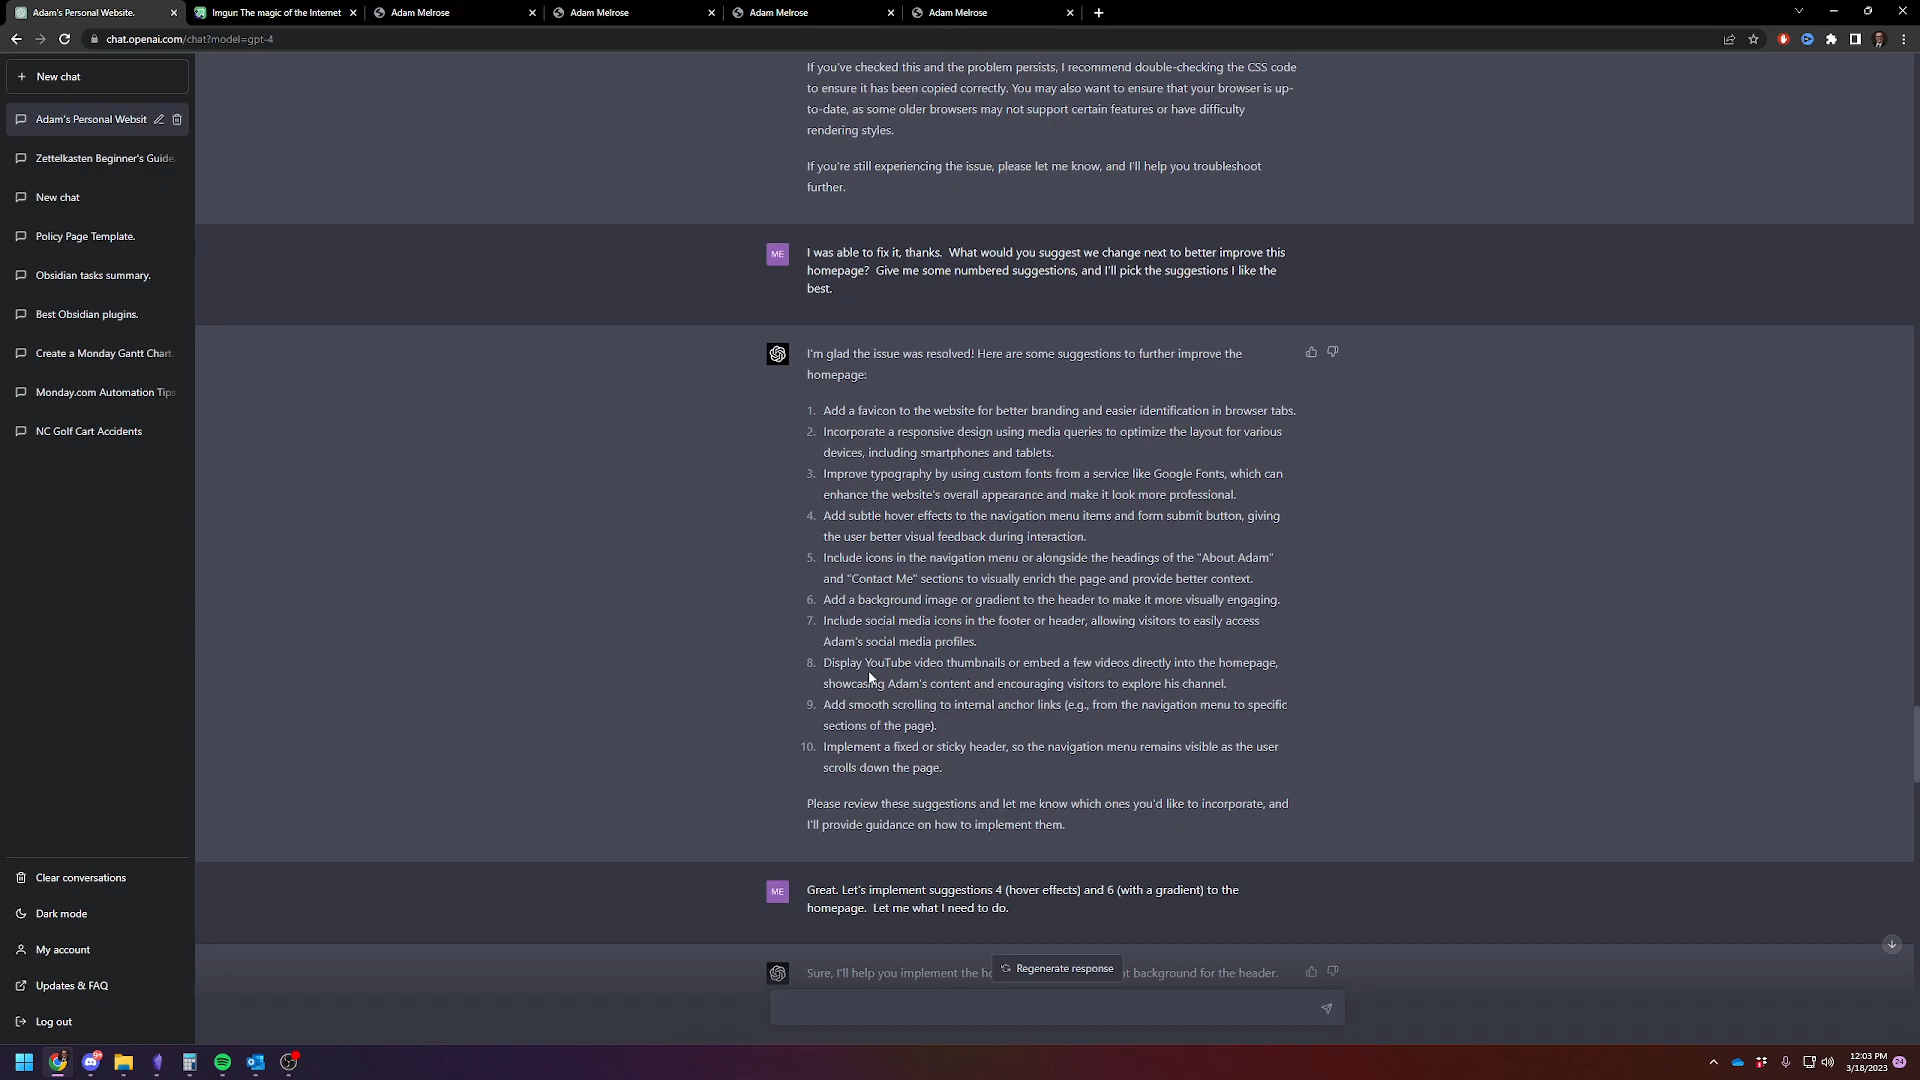 Adam's Personal Website.
Imgur: The magic of the Internet
Adam Melrose
Adam Melrose
Adam Melrose
Adam Melrose
chat.openai.com/chat?model=gpt-4
New chat
Adam's Personal Websit
Zettelkasten Beginner's Guide.
New chat
Policy Page Template.
Obsidian tasks summary.
Best Obsidian plugins.
Create a Monday Gantt Chart.
Monday.com Automation Tips
NC Golf Cart Accidents
Clear conversations
Dark mode
My account
Updates & FAQ
Log out
If you've checked this and the problem persists, I recommend double-checking the CSS code
to ensure it has been copied correctly. You may also want to ensure that your browser is up-
to-date, as some older browsers may not support certain features or have difficulty
rendering styles.
If you're still experiencing the issue, please let me know, and I'll help you troubleshoot
further.
ME
I was able to fix it, thanks. What would you suggest we change next to better improve this
homepage? Give me some numbered suggestions, and I'll pick the suggestions I like the
best.
I'm glad the issue was resolved! Here are some suggestions to further improve the
homepage:
1. Add a favicon to the website for better branding and easier identification in browser tabs.
2. Incorporate a responsive design using media queries to optimize the layout for various
devices, including smartphones and tablets.
3. Improve typography by using custom fonts from a service like Google Fonts, which can
enhance the website's overall appearance and make it look more professional.
4. Add subtle hover effects to the navigation menu items and form submit button, giving
the user better visual feedback during interaction.
5. Include icons in the navigation menu or alongside the headings of the "About Adam"
and "Contact Me" sections to visually enrich the page and provide better context.
6. Add a background image or gradient to the header to make it more visually engaging.
7. Include social media icons in the footer or header, allowing visitors to easily access
Adam's social media profiles.
8. Display YouTube video thumbnails or embed a few videos directly into the homepage,
showcasing Adam's content and encouraging visitors to explore his channel.
9. Add smooth scrolling to internal anchor links (e.g., from the navigation menu to specific
sections of the page).
10. Implement a fixed or sticky header, so the navigation menu remains visible as the user
scrolls down the page.
Please review these suggestions and let me know which ones you'd like to incorporate, and
I'll provide guidance on how to implement them.
ME
Great. Let's implement suggestions 4 (hover effects) and 6 (with a gradient) to the
homepage. Let me what I need to do.
Sure, I'll help you implement the ho
Regenerate response
t background for the header.
12:03 PM
3/18/2023
24